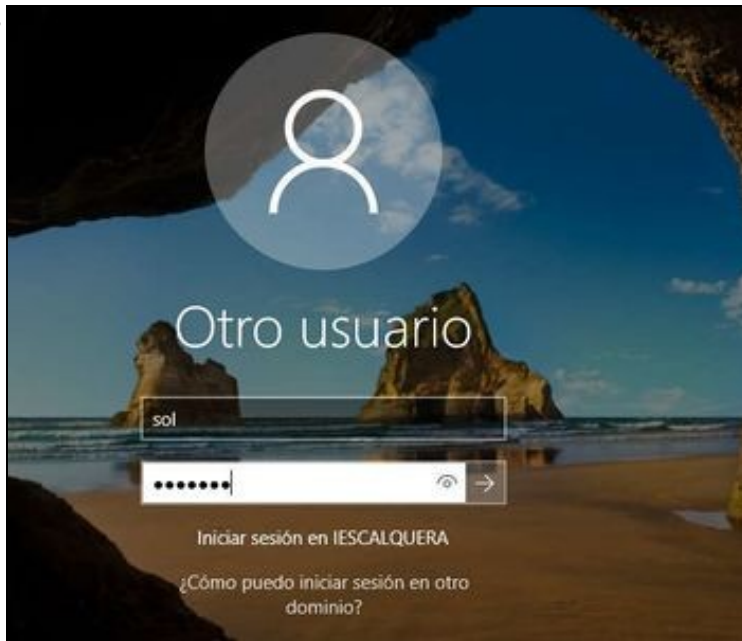 Otro usuario
sol
•••••••
Iniciar sesión en IESCALQUERA
¿Cómo puedo iniciar sesión en otro
dominio?